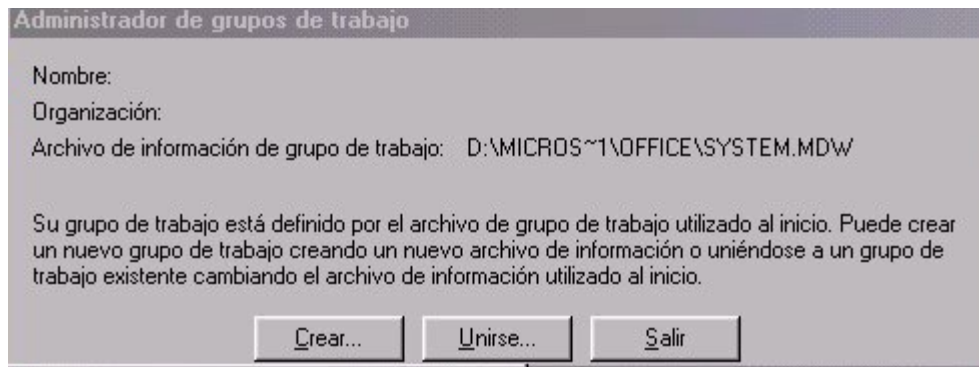 Administrador de grupos de trabajo
Nombre:
Organización:
Archivo de información de grupo de trabajo: D:\MICROS~1\OFFICE\SYSTEM.MDW
Su grupo de trabajo está definido por el archivo de grupo de trabajo utilizado al inicio. Puede crear
un nuevo grupo de trabajo creando un nuevo archivo de información o uniéndose a un grupo de
trabajo existente cambiando el archivo de información utilizado al inicio.
Crear... Unirse... Salir